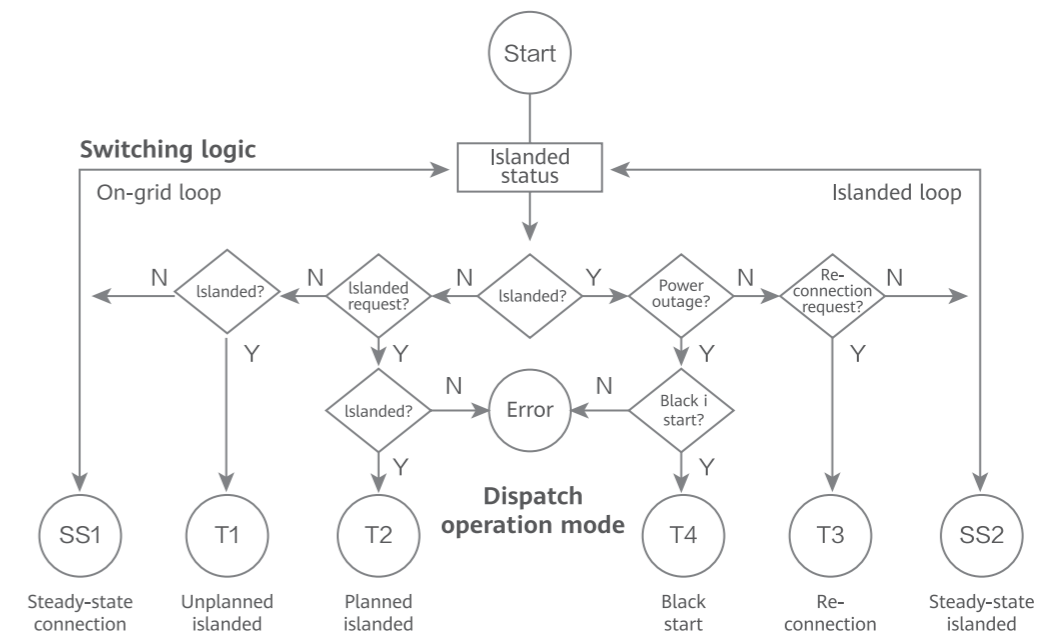 Start
Switching logic
Islanded
status
On-grid loop
Islanded loop
N
Islanded?
N
Islanded
request?
N
Islanded?
Y
Power
outage?
N
Re-
connection
request?
N
Y
Y
Y
Y
Islanded?
N
Error
N
Black i
start?
Y
Y
Dispatch
operation mode
SS1
T1
T2
T4
T3
SS2
Steady-state
connection
Unplanned
islanded
Planned
islanded
Black
start
Re-
connection
Steady-state
islanded